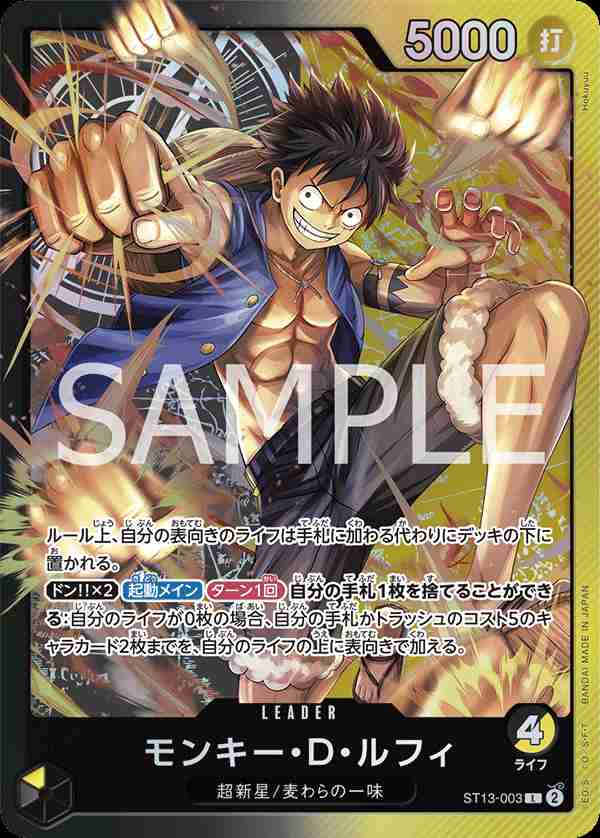 5000
打
Hokuyuu
SAMPLE
ルール上、自分の表向きのライフは手札に加わる代わりにデッキの下に
置かれる。
ドン!!×2 起動メイン ターン1回 自分の手札1枚を捨てることができ
る:自分のライフが0枚の場合、自分の手札かトラッシュのコスト5のキ
ャラカード2枚までを、自分のライフの上に表向きで加える。
LEADER
モンキー・D・ルフィ
4
ライフ
超新星/麦わらの一味
ST13-003 L 2
BANDAI MADE IN JAPAN